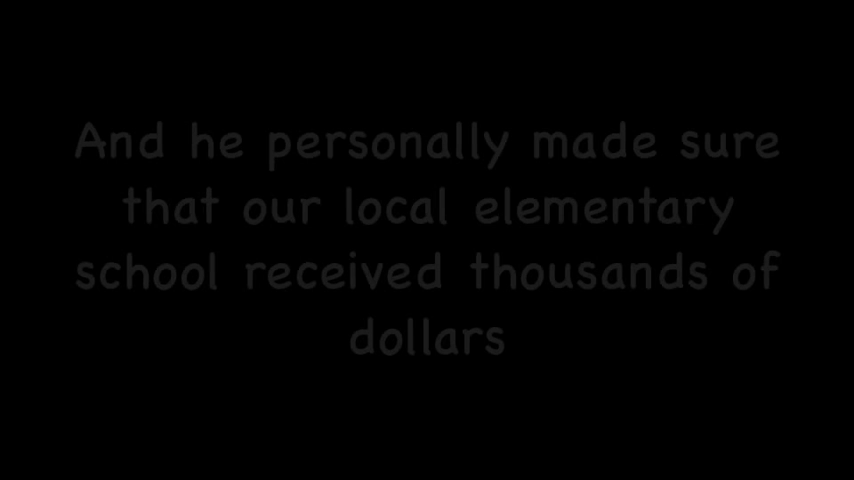 And he personally made sure
that our local elementary
school received thousands of
dollars